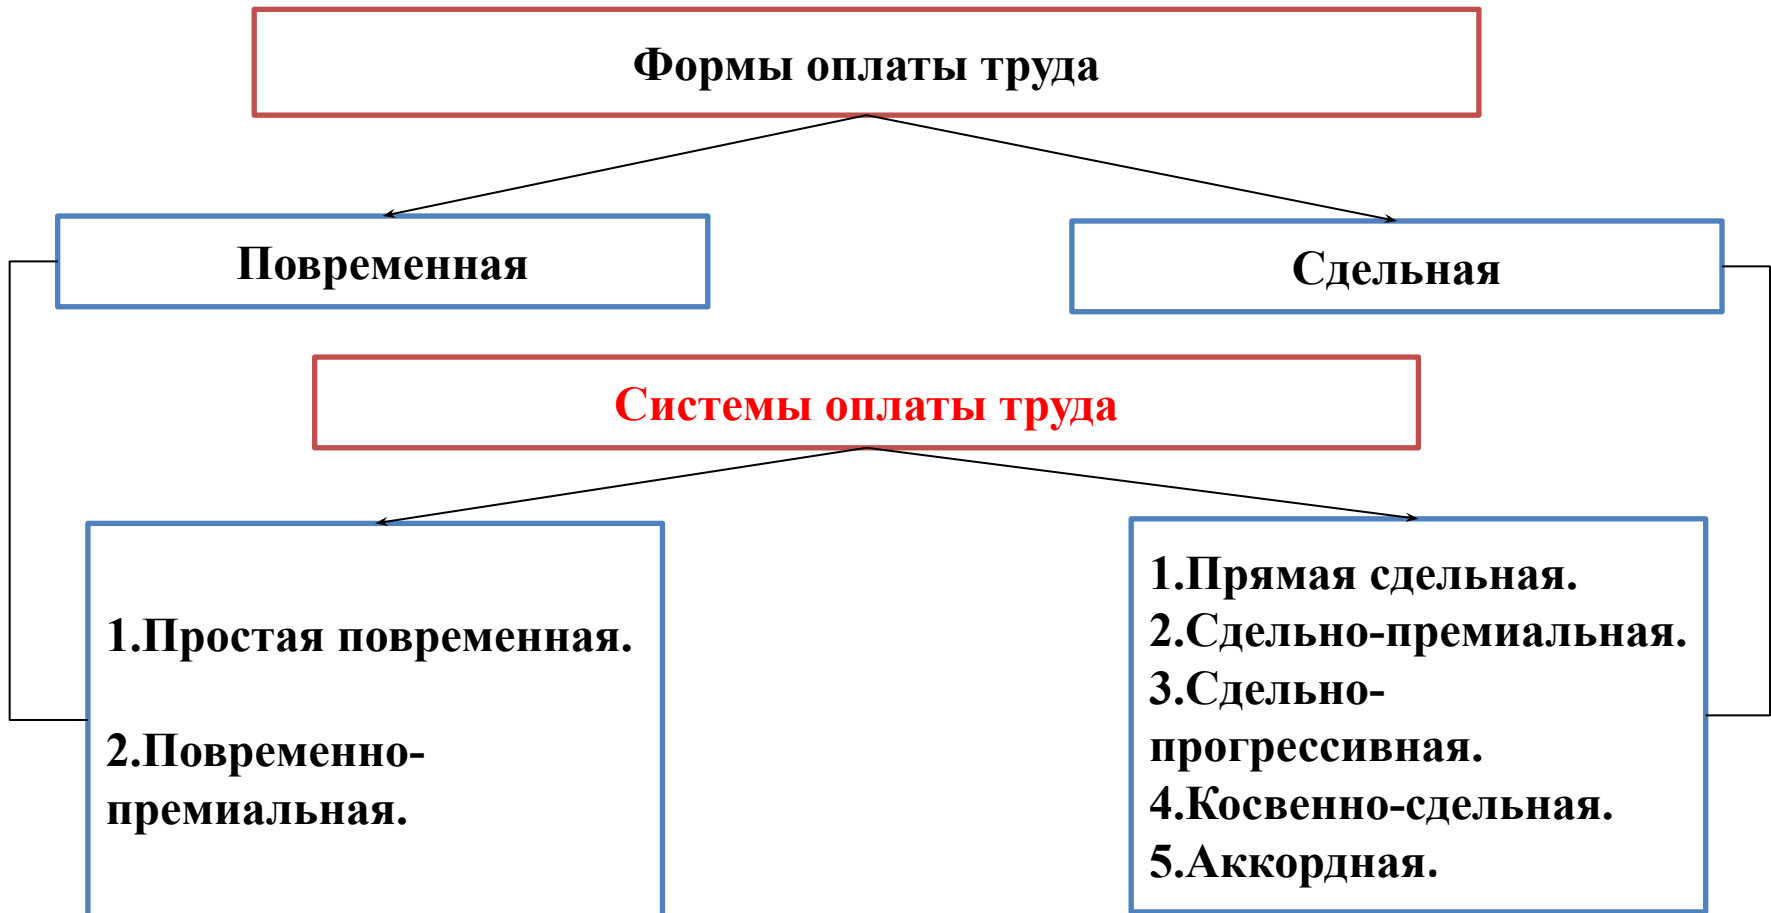 Формы оплаты труда
Повременная
Сдельная
Системы оплаты труда
1.Простая повременная.
2.Повременно-
премиальная.
1.Прямая сдельная.
2.Сдельно-премиальная.
3.Сдельно-
прогрессивная.
4.Косвенно-сдельная.
5.Аккордная.